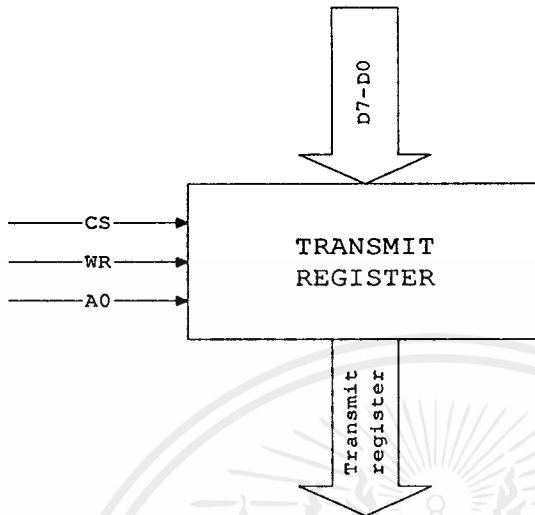 D7-D0
CS
WR
A0
TRANSMIT
REGISTER
Transmit
register